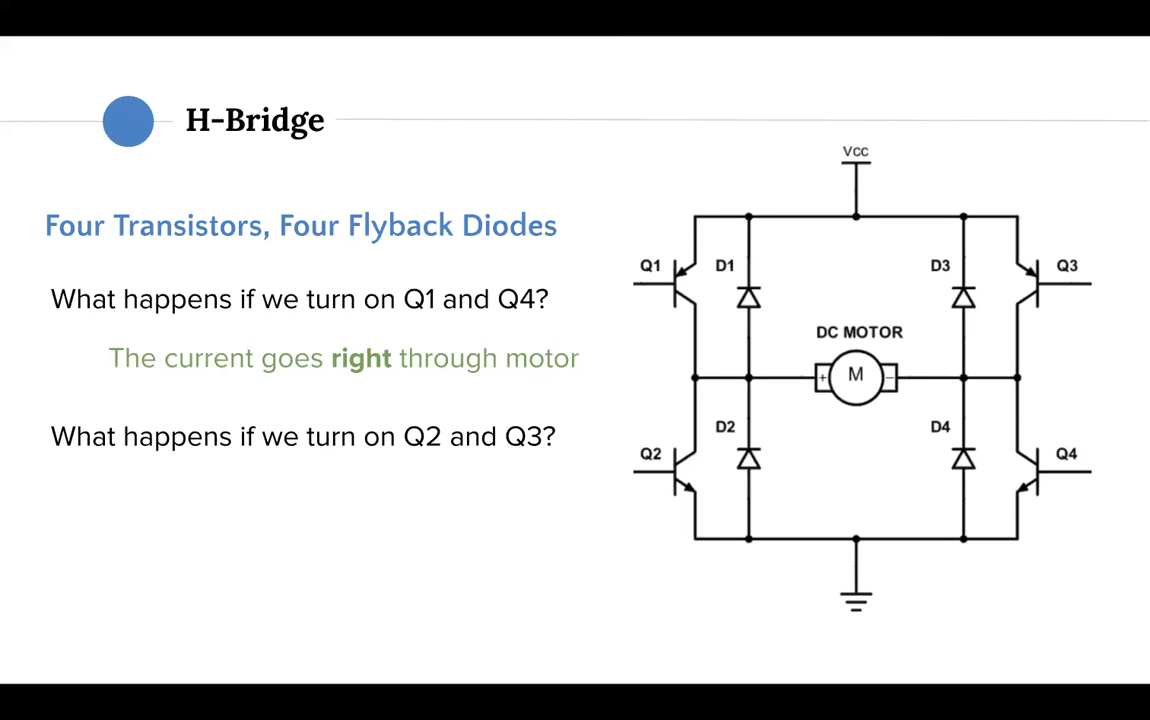 H-Bridge
Four Transistors, Four Flyback Diodes
What happens if we turn on Q1 and Q4?
The current goes right through motor
What happens if we turn on Q2 and Q3?
Vcc
Q1
D1
D3
Q3
DC MOTOR
+
M
−
D2
D4
Q2
Q4